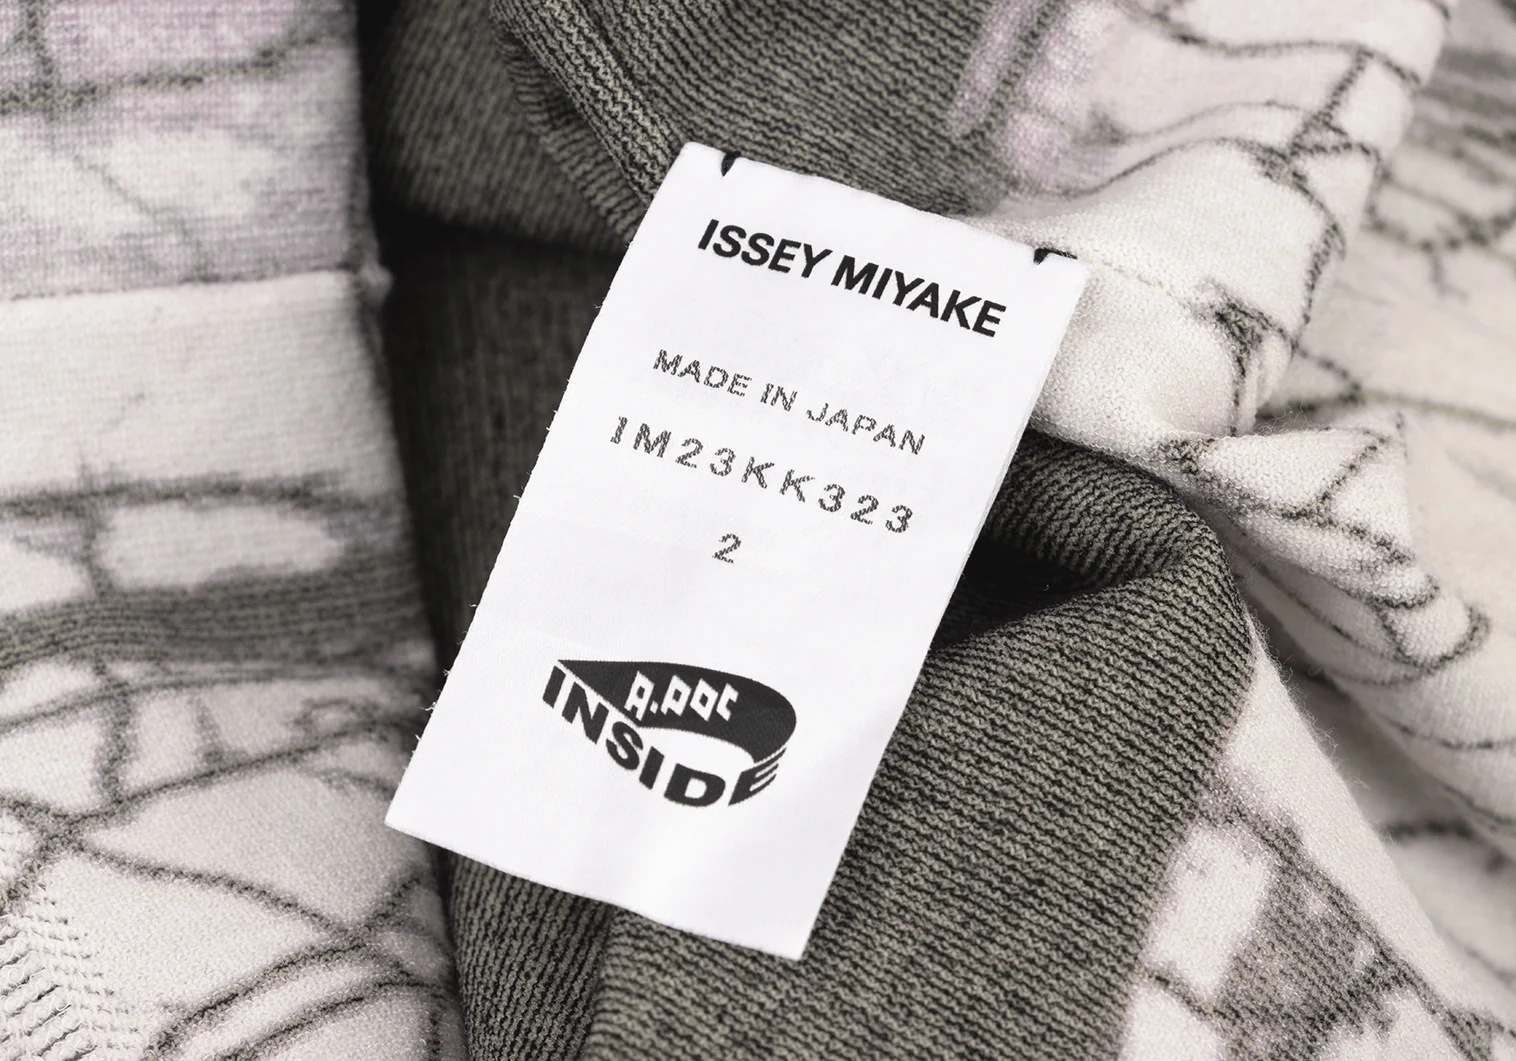 ISSEY MIYAKE
MADE IN JAPAN
IM23KK323
2
A.POC
INSIDE